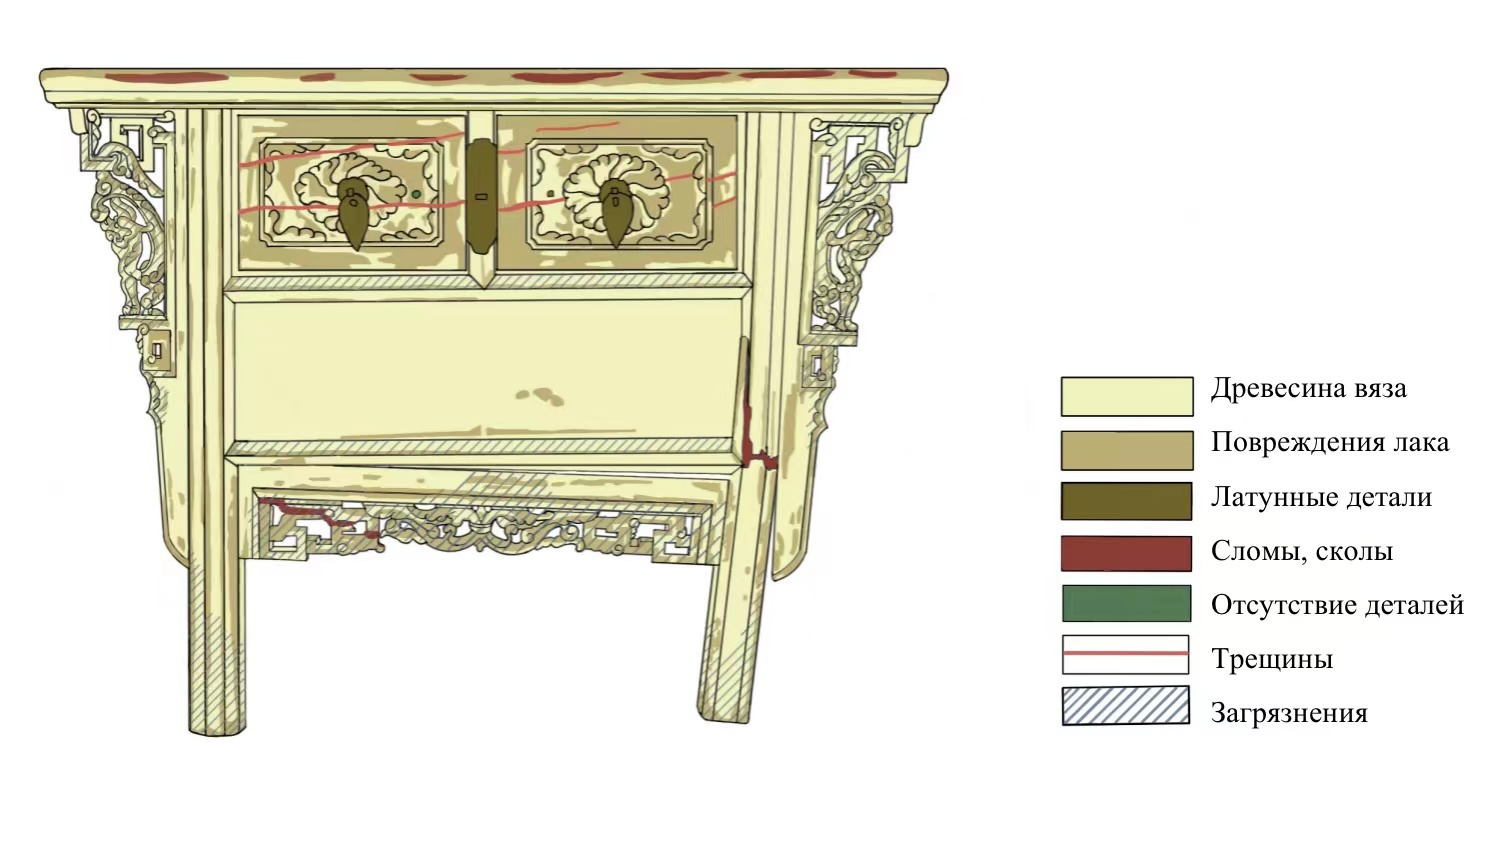 Древесина вяза
Повреждения лака
Латунные детали
Сломы, сколы
Отсутствие деталей
Трещины
Загрязнения